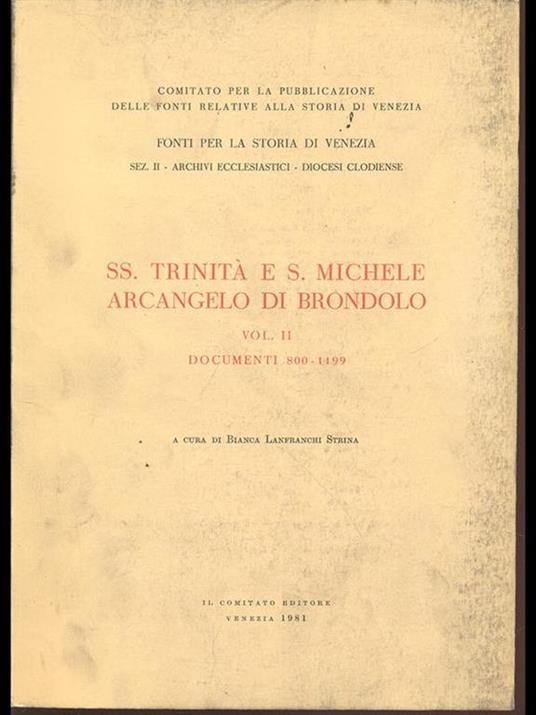 COMITATO PER LA PUBBLICAZIONE
DELLE FONTI RELATIVE ALLA STORIA DI VENEZIA
FONTI PER LA STORIA DI VENEZIA
SEZ. II - ARCHIVI ECCLESIASTICI - DIOCESI CLODIENSE
SS. TRINITÀ E S. MICHELE
ARCANGELO DI BRONDOLO
VOL. II
DOCUMENTI 800-1199
A CURA DI BIANCA LANFRANCHI STRINA
IL COMITATO EDITORE
VENEZIA 1981